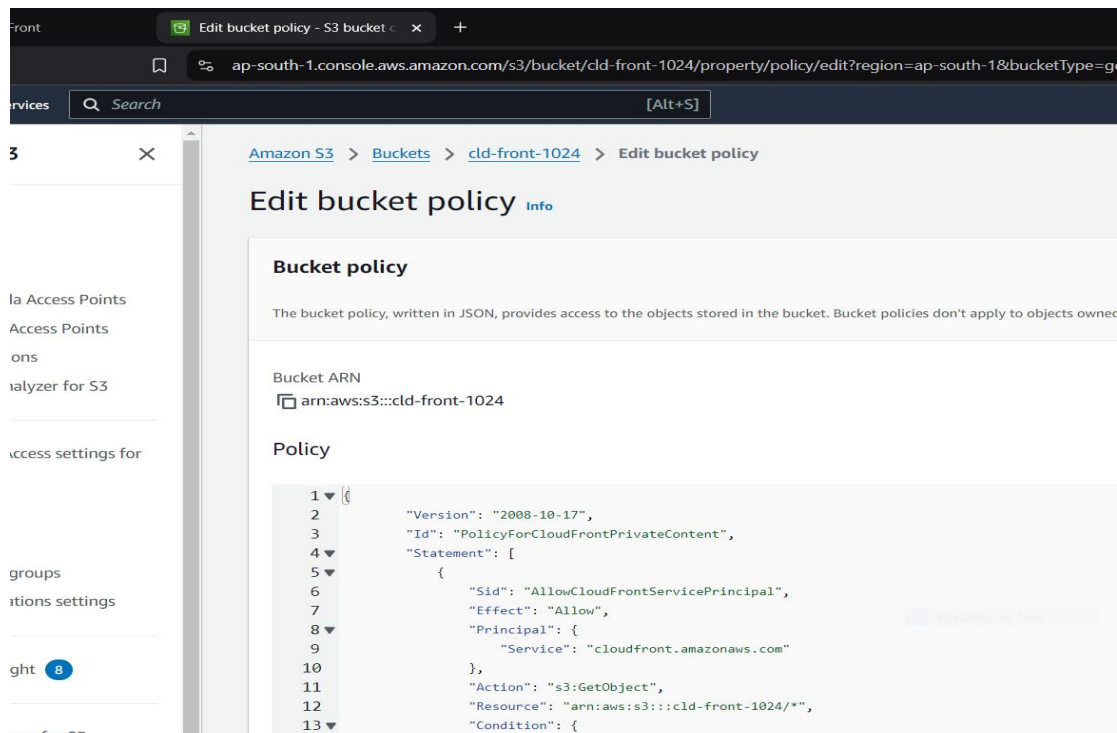 Front
Edit bucket policy - S3 bucket c
ap-south-1.console.aws.amazon.com/s3/bucket/cld-front-1024/property/policy/edit?region=ap-south-1&bucketType=g
ervices
Search
[Alt+S]
3
Amazon S3 > Buckets > cld-front-1024 > Edit bucket policy
Edit bucket policy Info
Bucket policy
The bucket policy, written in JSON, provides access to the objects stored in the bucket. Bucket policies don't apply to objects owned
Bucket ARN
arn:aws:s3:::cld-front-1024
Policy
la Access Points
Access Points
ons
nalyzer for S3
Access settings for
groups
ations settings
ght 8
1 {
2 "Version": "2008-10-17",
3 "Id": "PolicyForCloudFrontPrivateContent",
4 "Statement": [
5 {
6 "Sid": "AllowCloudFrontServicePrincipal",
7 "Effect": "Allow",
8 "Principal": {
9 "Service": "cloudfront.amazonaws.com"
10 },
11 "Action": "s3:GetObject",
12 "Resource": "arn:aws:s3:::cld-front-1024/*",
13 "Condition": {